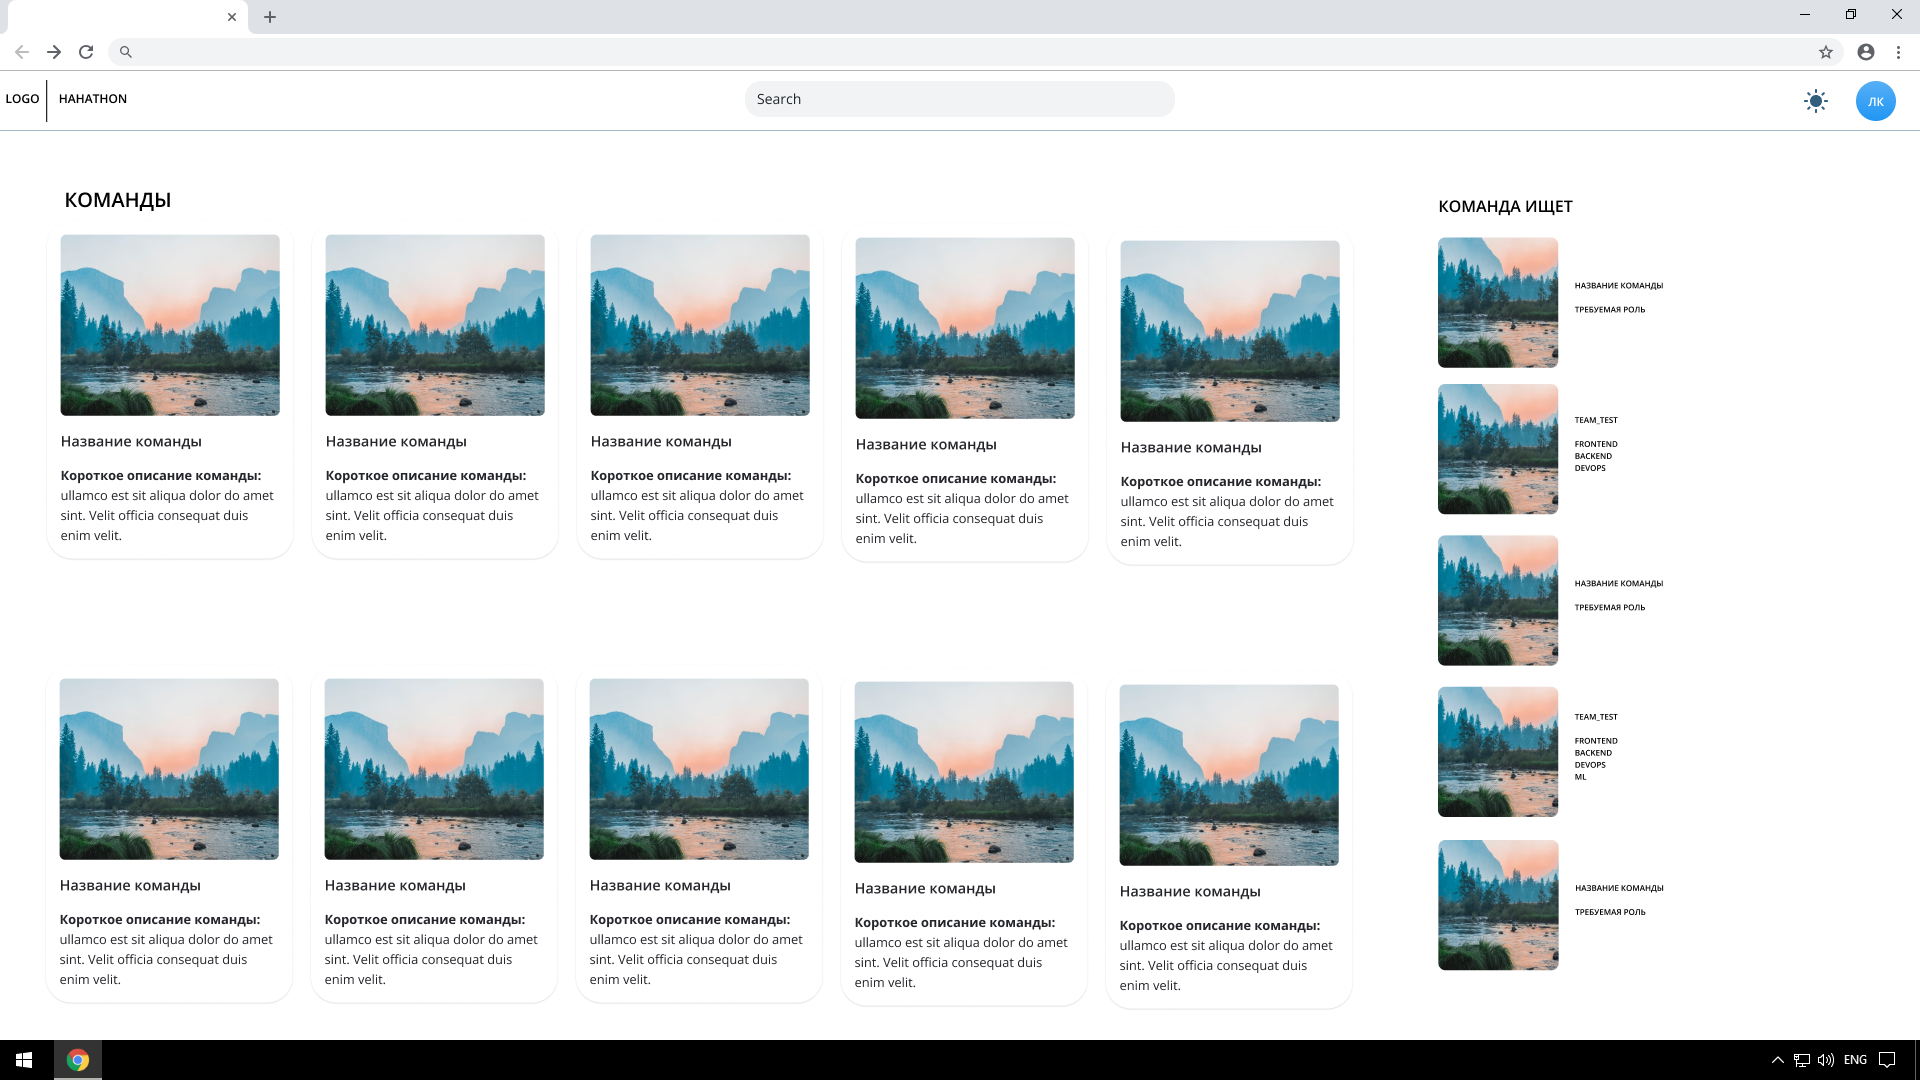 LOGO
HAHATHON
Search
ЛК
КОМАНДЫ
Название команды
Короткое описание команды:
ullamco est sit aliqua dolor do amet
sint. Velit officia consequat duis
enim velit.
Название команды
Короткое описание команды:
ullamco est sit aliqua dolor do amet
sint. Velit officia consequat duis
enim velit.
Название команды
Короткое описание команды:
ullamco est sit aliqua dolor do amet
sint. Velit officia consequat duis
enim velit.
Название команды
Короткое описание команды:
ullamco est sit aliqua dolor do amet
sint. Velit officia consequat duis
enim velit.
Название команды
Короткое описание команды:
ullamco est sit aliqua dolor do amet
sint. Velit officia consequat duis
enim velit.
Название команды
Короткое описание команды:
ullamco est sit aliqua dolor do amet
sint. Velit officia consequat duis
enim velit.
Название команды
Короткое описание команды:
ullamco est sit aliqua dolor do amet
sint. Velit officia consequat duis
enim velit.
Название команды
Короткое описание команды:
ullamco est sit aliqua dolor do amet
sint. Velit officia consequat duis
enim velit.
Название команды
Короткое описание команды:
ullamco est sit aliqua dolor do amet
sint. Velit officia consequat duis
enim velit.
Название команды
Короткое описание команды:
ullamco est sit aliqua dolor do amet
sint. Velit officia consequat duis
enim velit.
КОМАНДА ИЩЕТ
НАЗВАНИЕ КОМАНДЫ
ТРЕБУЕМАЯ РОЛЬ
TEAM_TEST
FRONTEND
BACKEND
DEVOPS
НАЗВАНИЕ КОМАНДЫ
ТРЕБУЕМАЯ РОЛЬ
TEAM_TEST
FRONTEND
BACKEND
DEVOPS
ML
НАЗВАНИЕ КОМАНДЫ
ТРЕБУЕМАЯ РОЛЬ
ENG